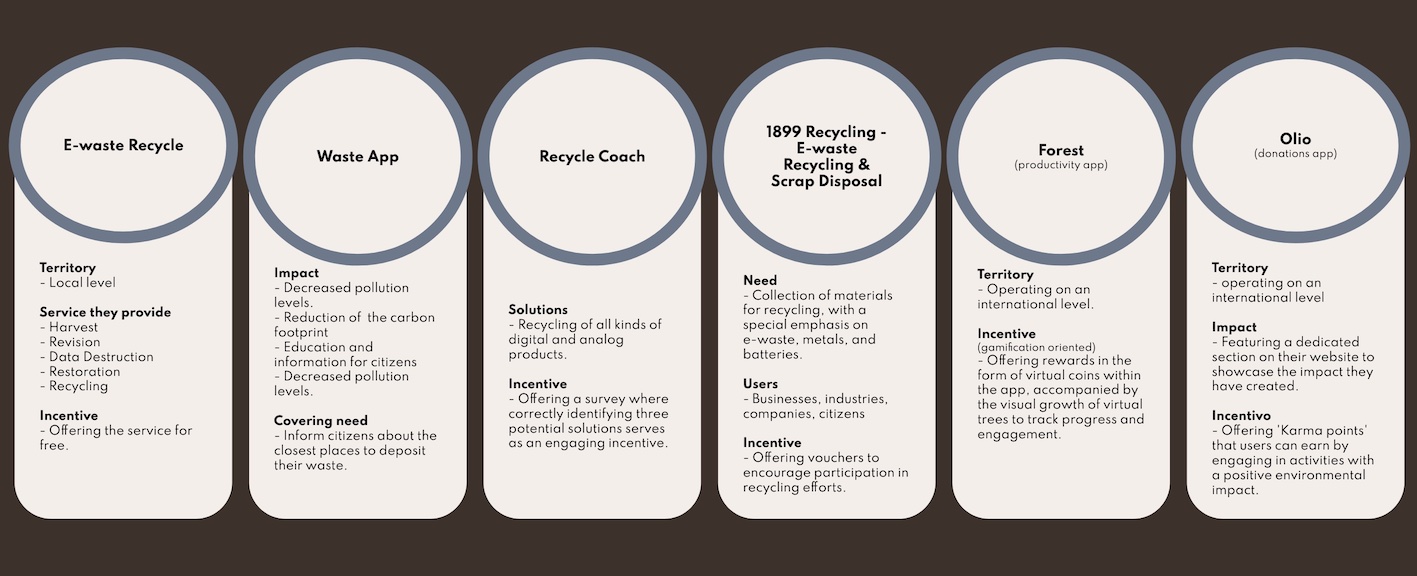 E-waste Recycle
Territory
- Local level
Service they provide
- Harvest
- Revision
- Data Destruction
- Restoration
- Recycling
Incentive
- Offering the service for
free.
Waste App
Impact
- Decreased pollution
levels.
- Reduction of the carbon
footprint
- Education and
information for citizens
- Decreased pollution
levels.
Covering need
- Inform citizens about the
closest places to deposit
their waste.
Recycle Coach
Solutions
- Recycling of all kinds of
digital and analog
products.
Incentive
- Offering a survey where
correctly identifying three
potential solutions serves
as an engaging incentive.
1899 Recycling -
E-waste
Recycling &
Scrap Disposal
Need
- Collection of materials
for recycling, with a
special emphasis on
e-waste, metals, and
batteries.
Users
- Businesses, industries,
companies, citizens
Incentive
- Offering vouchers to
encourage participation in
recycling efforts.
Forest
(productivity app)
Territory
- Operating on an
international level.
Incentive
(gamification oriented)
- Offering rewards in the
form of virtual coins within
the app, accompanied by
the visual growth of virtual
trees to track progress and
engagement.
Olio
(donations app)
Territory
- operating on an
international level
Impact
- Featuring a dedicated
section on their website to
showcase the impact they
have created.
Incentivo
- Offering 'Karma points'
that users can earn by
engaging in activities with
a positive environmental
impact.